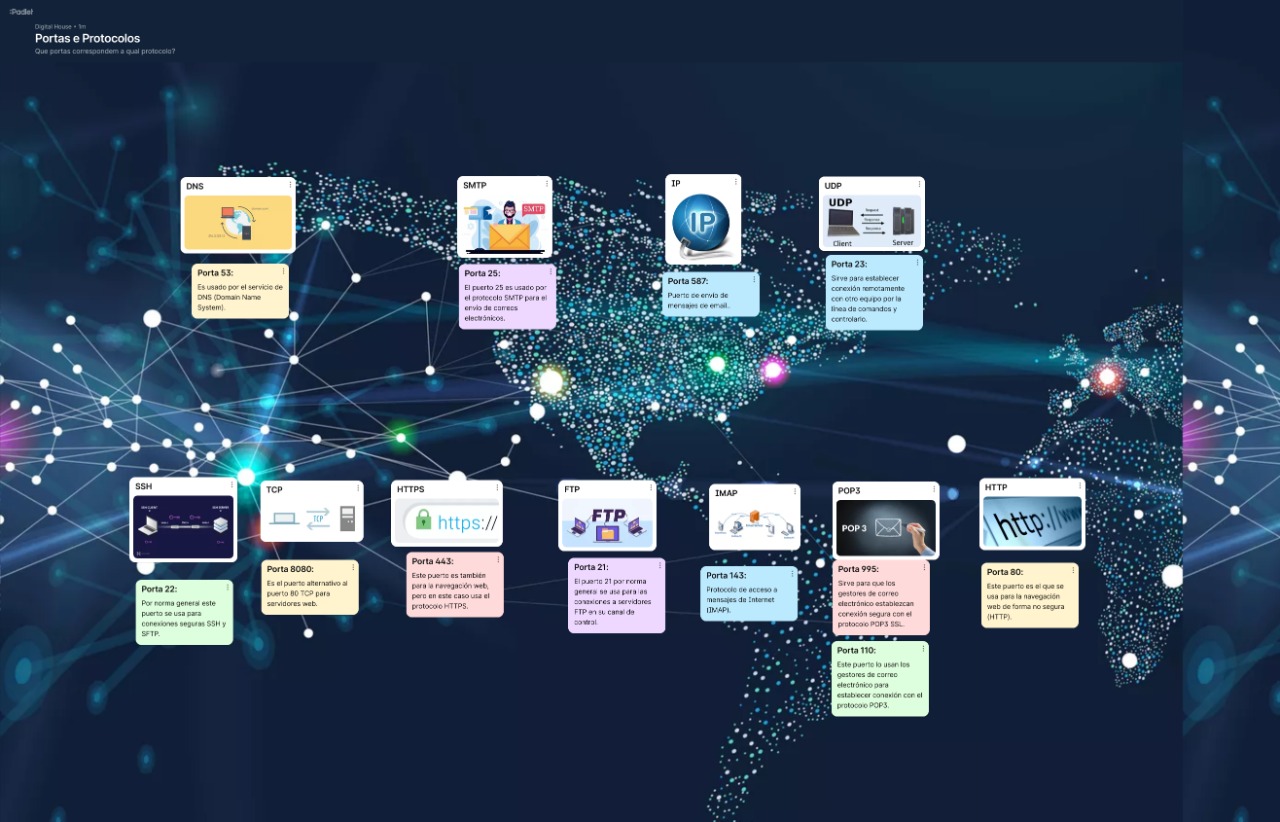 :Padlet
Digital House • 1m
Portas e Protocolos
Que portas correspondem a qual protocolo?
DNS
Porta 53:
Es usado por el servicio de
DNS (Domain Name
System).
SMTP
SMTP
Porta 25:
El puerto 25 es usado por
el protocolo SMTP para el
envío de correos
electrónicos.
IP
IP
Porta 587:
Puerto de envío de
mensajes de email.
UDP
UDP
Client
Server
Porta 23:
Sirve para establecer
conexión remotamente
con otro equipo por la
línea de comandos y
controlarlo.
SSH
Porta 22:
Por norma general este
puerto se usa para
conexiones seguras SSH y
SFTP.
TCP
TCP
Porta 8080:
Es el puerto alternativo al
puerto 80 TCP para
servidores web.
HTTPS
https://
Porta 443:
Este puerto es también
para la navegación web,
pero en este caso usa el
protocolo HTTPS.
FTP
FTP
Porta 21:
El puerto 21 por norma
general se usa para las
conexiones a servidores
FTP en su canal de
control.
IMAP
Porta 143:
Protocolo de acceso a
mensajes de Internet
(IMAP).
POP3
POP 3
Porta 995:
Sirve para que los
gestores de correo
electrónico establezcan
conexión segura con el
protocolo POP3 SSL.
Porta 110:
Este puerto lo usan los
gestores de correo
electrónico para
establecer conexión con el
protocolo POP3.
HTTP
http://ww
Porta 80:
Este puerto es el que se
usa para la navegación
web de forma no segura
(HTTP).